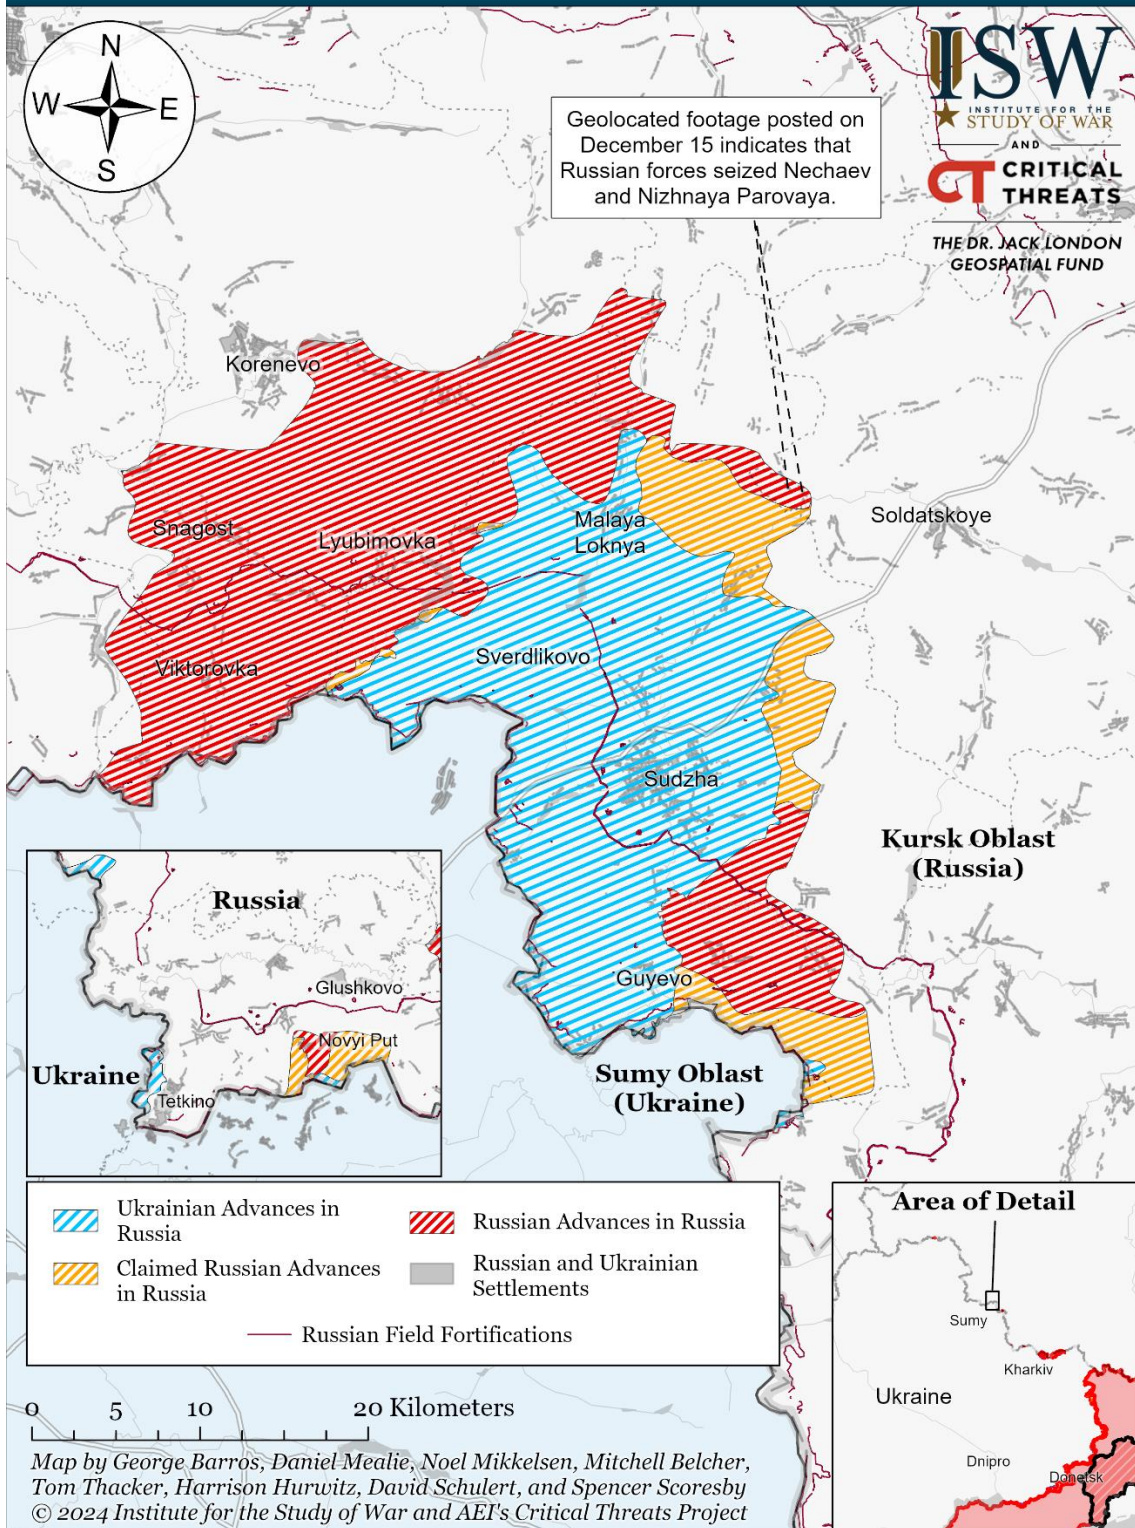 N
W
E
S
ISW
INSTITUTE FOR THE
STUDY OF WAR
AND
CT CRITICAL
THREATS
THE DR. JACK LONDON
GEOSPATIAL FUND
Geolocated footage posted on
December 15 indicates that
Russian forces seized Nechaev
and Nizhnaya Parovaya.
Korenevo
Snagost
Lyubimovka
Malaya
Loknya
Soldatskoye
Viktorovka
Sverdlikovo
Sudzha
Kursk Oblast
(Russia)
Guyevo
Sumy Oblast
(Ukraine)
Russia
Glushkovo
Novyi Put
Ukraine
Tetkino
Ukrainian Advances in
Russia
Russian Advances in Russia
Claimed Russian Advances
in Russia
Russian and Ukrainian
Settlements
Russian Field Fortifications
Area of Detail
Sumy
Kharkiv
Ukraine
Dnipro
Donetsk
0 5 10 20 Kilometers
Map by George Barros, Daniel Mealie, Noel Mikkelsen, Mitchell Belcher,
Tom Thacker, Harrison Hurwitz, David Schulert, and Spencer Scoresby
© 2024 Institute for the Study of War and AEI's Critical Threats Project